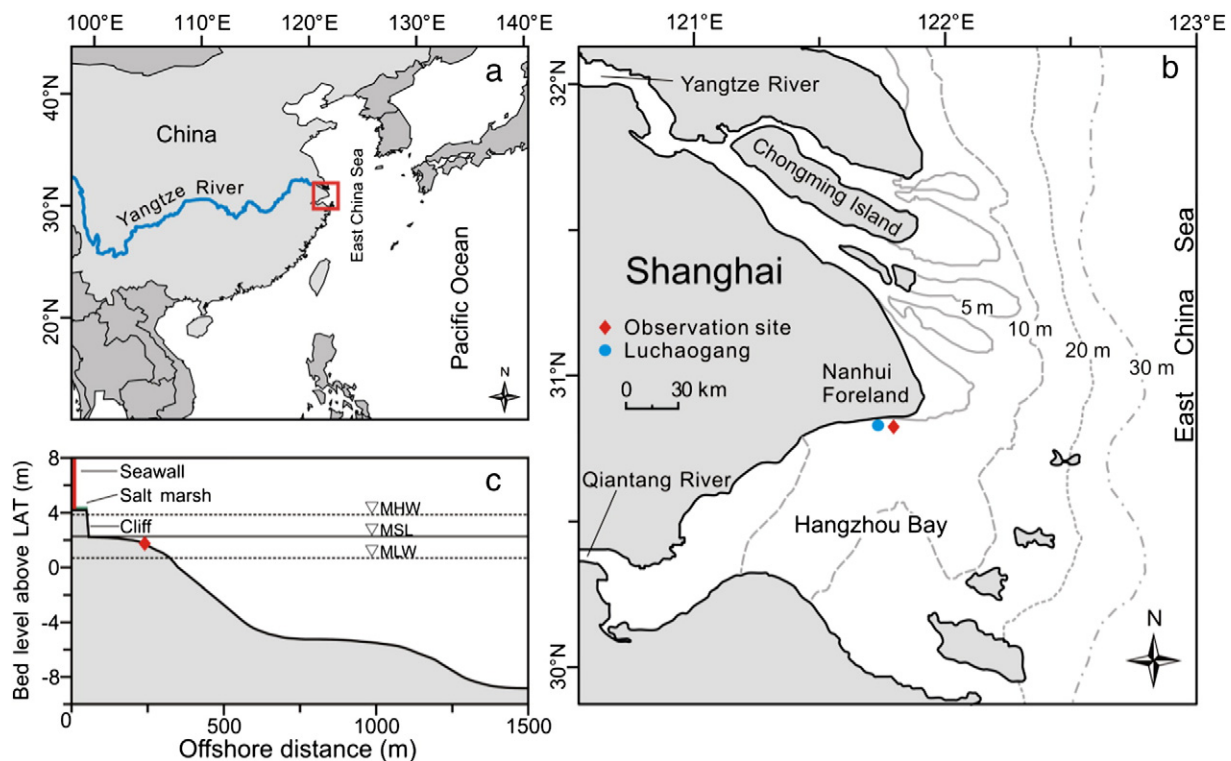 100°E
110°E
120°E
130°E
140°E
a
40°N
30°N
20°N
China
Yangtze River
East China Sea
Pacific Ocean
N
121°E
122°E
123°E
b
32°N
31°N
30°N
Yangtze River
Chongming Island
Shanghai
Observation site
Luchaogang
0 30 km
Nanhui
Foreland
5 m
10 m
20 m
30 m
East China Sea
Qiantang River
Hangzhou Bay
N
c
Bed level above LAT (m)
8
4
0
-4
-8
Seawall
Salt marsh
Cliff
MHW
MSL
MLW
0
500
1000
1500
Offshore distance (m)